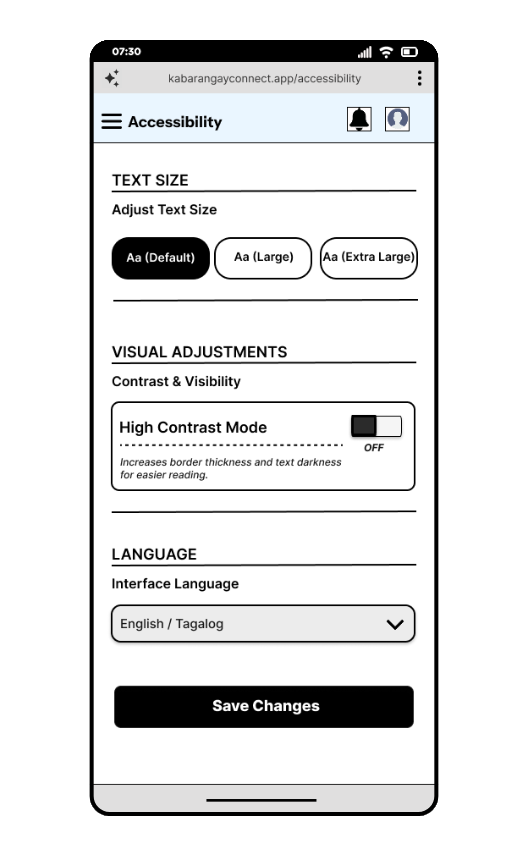 07:30
kabarangayconnect.app/accessibility
Accessibility
TEXT SIZE
Adjust Text Size
Aa (Default)
Aa (Large)
Aa (Extra Large)
VISUAL ADJUSTMENTS
Contrast & Visibility
High Contrast Mode
OFF
Increases border thickness and text darkness
for easier reading.
LANGUAGE
Interface Language
English / Tagalog
Save Changes